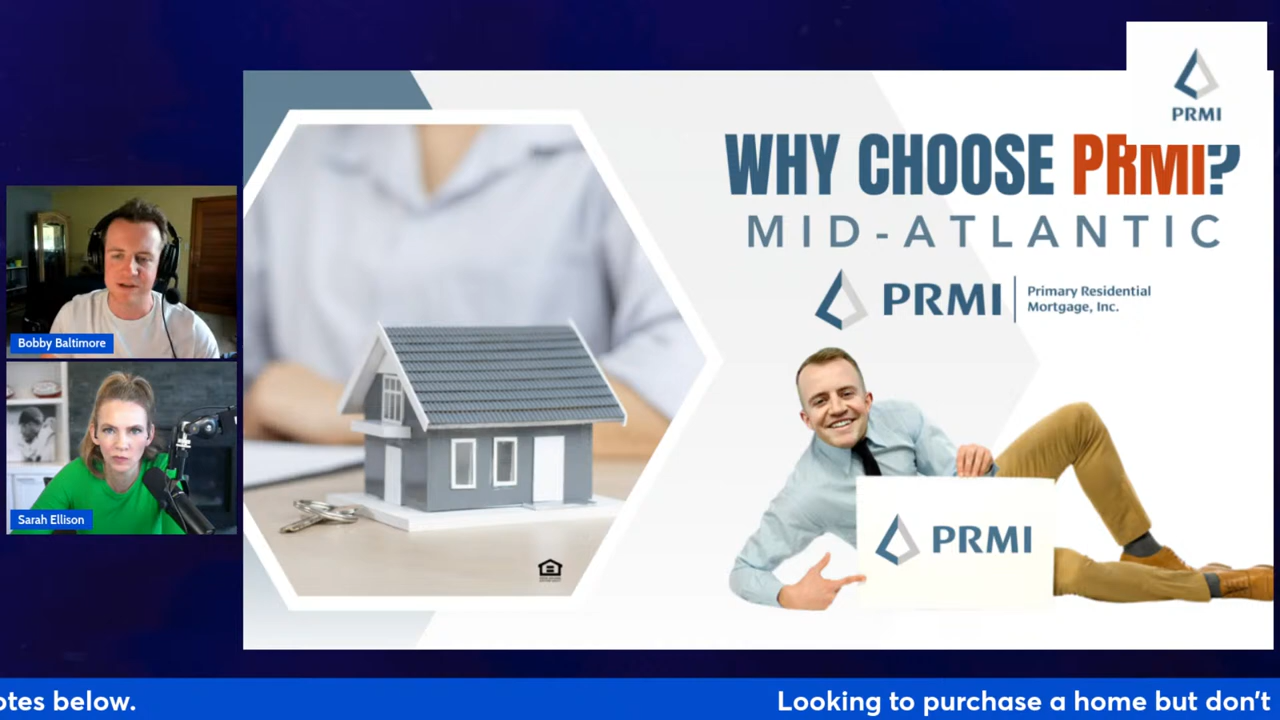 PRMI
WHY CHOOSE PRMI?
MID-ATLANTIC
PRMI
Primary Residential
Mortgage, Inc.
Bobby Baltimore
Sarah Ellison
PRMI
otes below.
Looking to purchase a home but don't